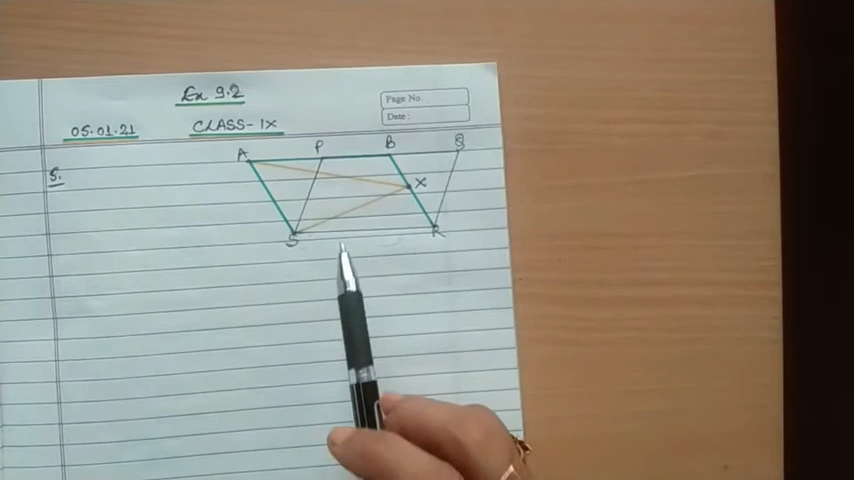 Ex 9.2
Page No.
Date :
05.01.21 CLASS-IX
A P B Q
5.
X
S R